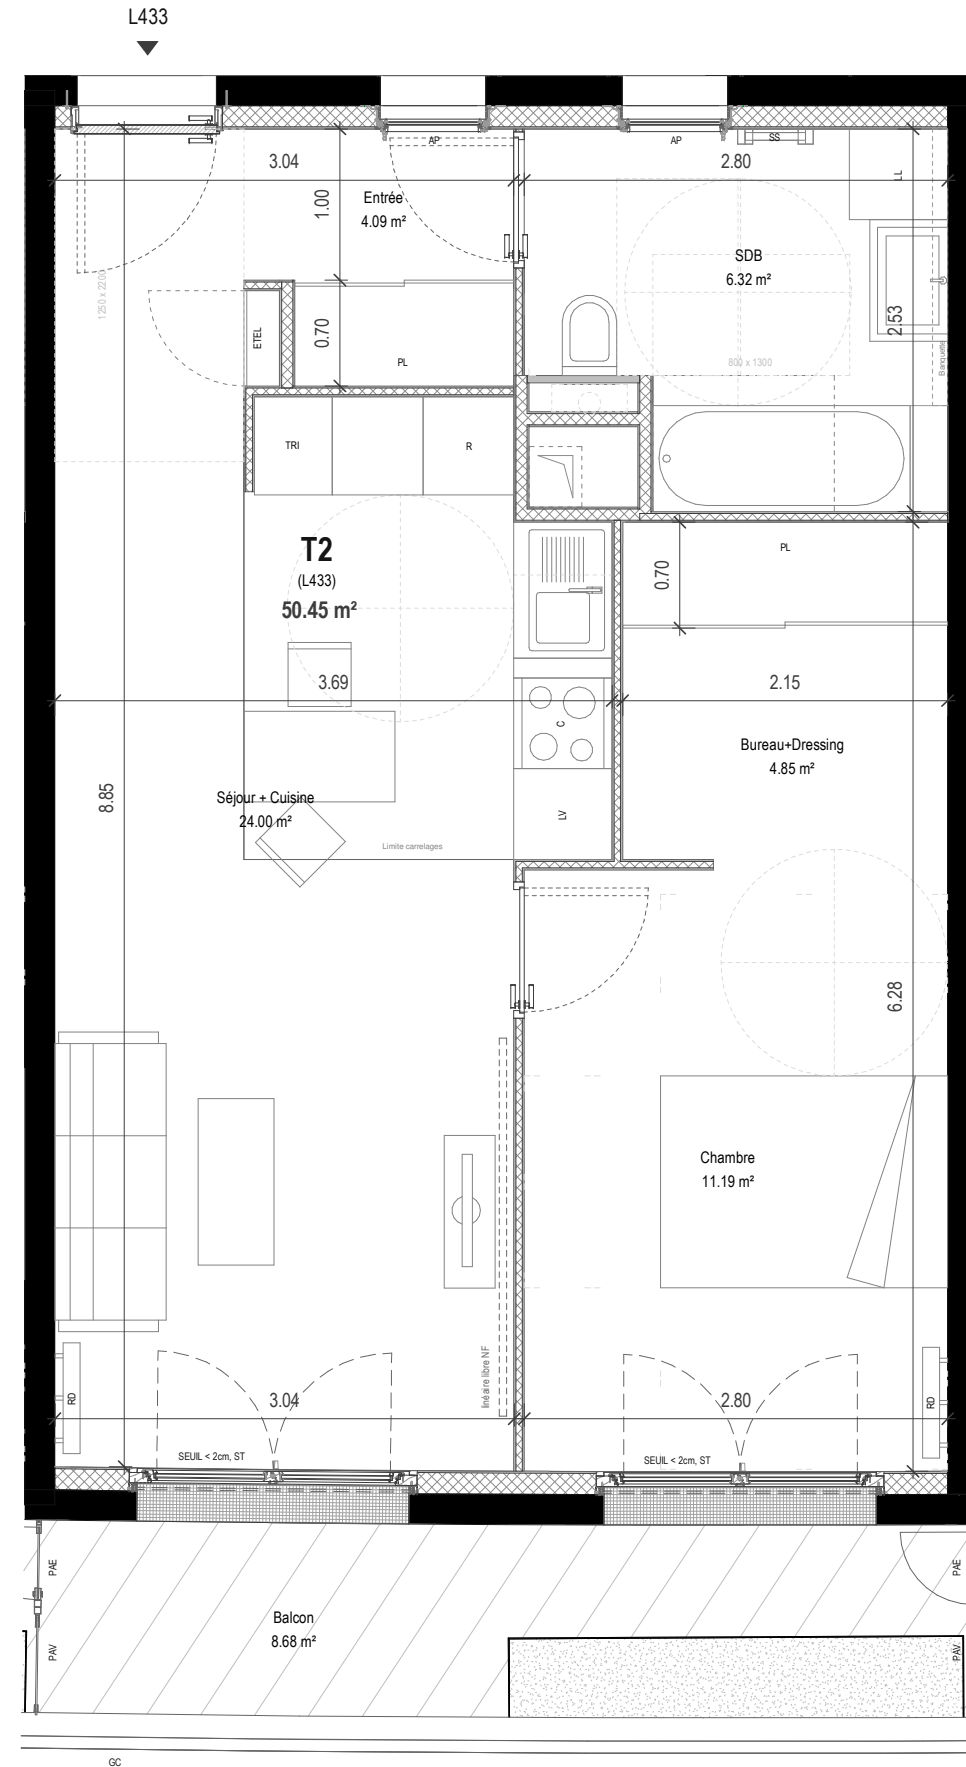 L433
AP
AP
SS
3.04
2.80
LL
Entrée
4.09 m²
1.00
SDB
6.32 m²
1250 x 2200
2.53
ETEL
0.70
PL
800 x 1300
Banquette
TRI
R
T2
(L433)
50.45 m²
PL
0.70
3.69
2.15
C
Bureau+Dressing
4.85 m²
8.85
Séjour + Cuisine
24.00 m²
LV
Limite carrelages
6.28
Chambre
11.19 m²
linéaire libre NF
RD
3.04
2.80
RD
SEUIL < 2cm, ST
SEUIL < 2cm, ST
PAE
PAE
Balcon
8.68 m²
PAV
PAV
GC